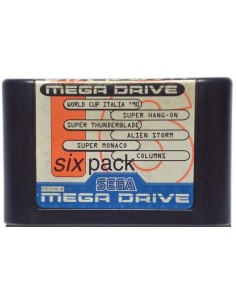 MEGA DRIVE
WORLD CUP ITALIA '90
SUPER HANG-ON
SUPER THUNDERBLADE
ALIEN STORM
SUPER MONACO
COLUMNS
six pack
SEGA
MEGA DRIVE